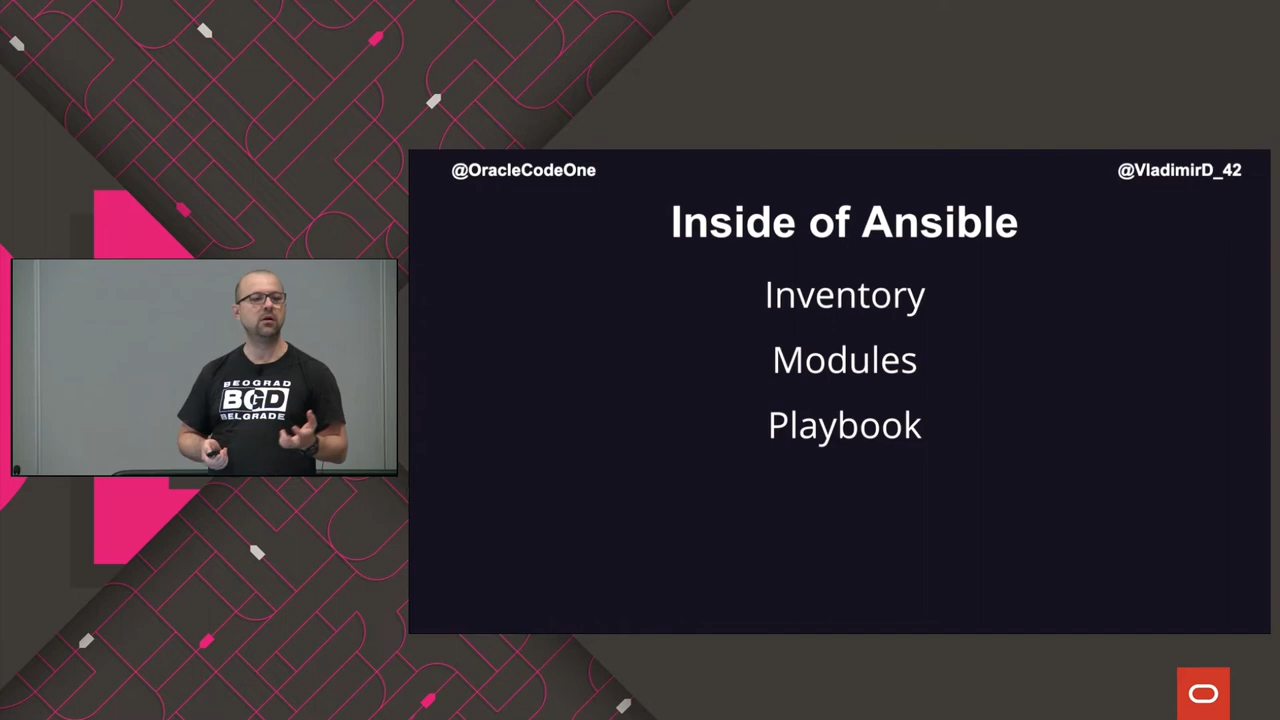 @OracleCodeOne
@VladimirD_42
Inside of Ansible
Inventory
Modules
Playbook
BEOGRAD
BGD
BELGRADE